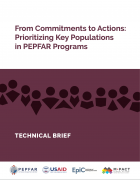 From Commitments to Actions:
Prioritizing Key Populations
in PEPFAR Programs
TECHNICAL BRIEF
PEPFAR
USAID
EpiC